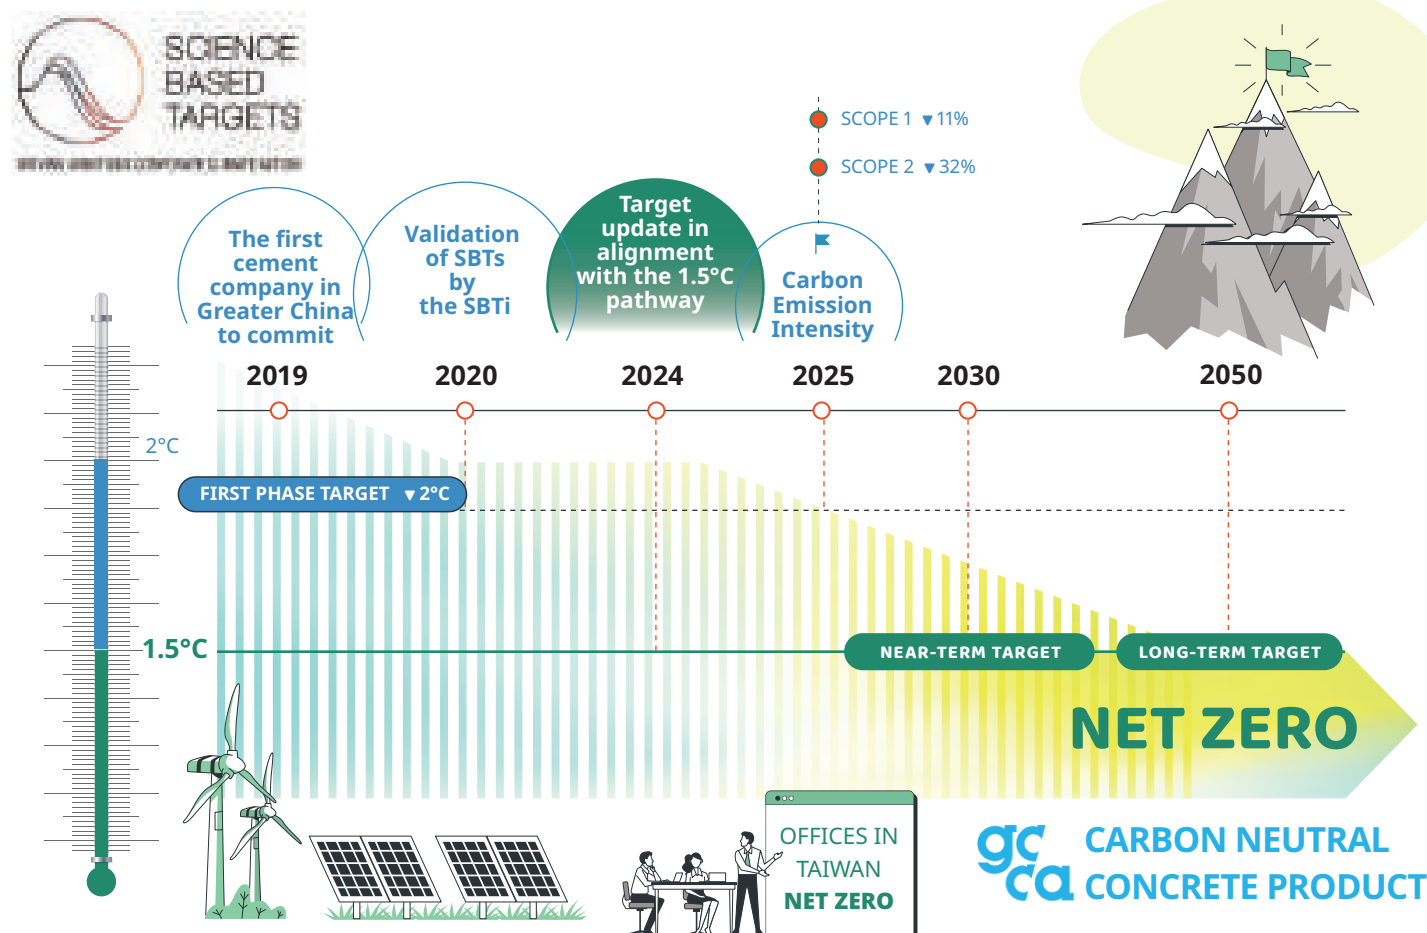 SCIENCE
BASED
TARGETS
SCOPE 1 ▼11%
SCOPE 2 ▼32%
The first
cement
company in
Greater China
to commit
Validation
of SBTs
by
the SBTi
Target
update in
alignment
with the 1.5°C
pathway
Carbon
Emission
Intensity
2019
2020
2024
2025
2030
2050
2°C
FIRST PHASE TARGET ▼2°C
1.5°C
NEAR-TERM TARGET
LONG-TERM TARGET
NET ZERO
OFFICES IN
TAIWAN
NET ZERO
gcca
CARBON NEUTRAL
CONCRETE PRODUCT